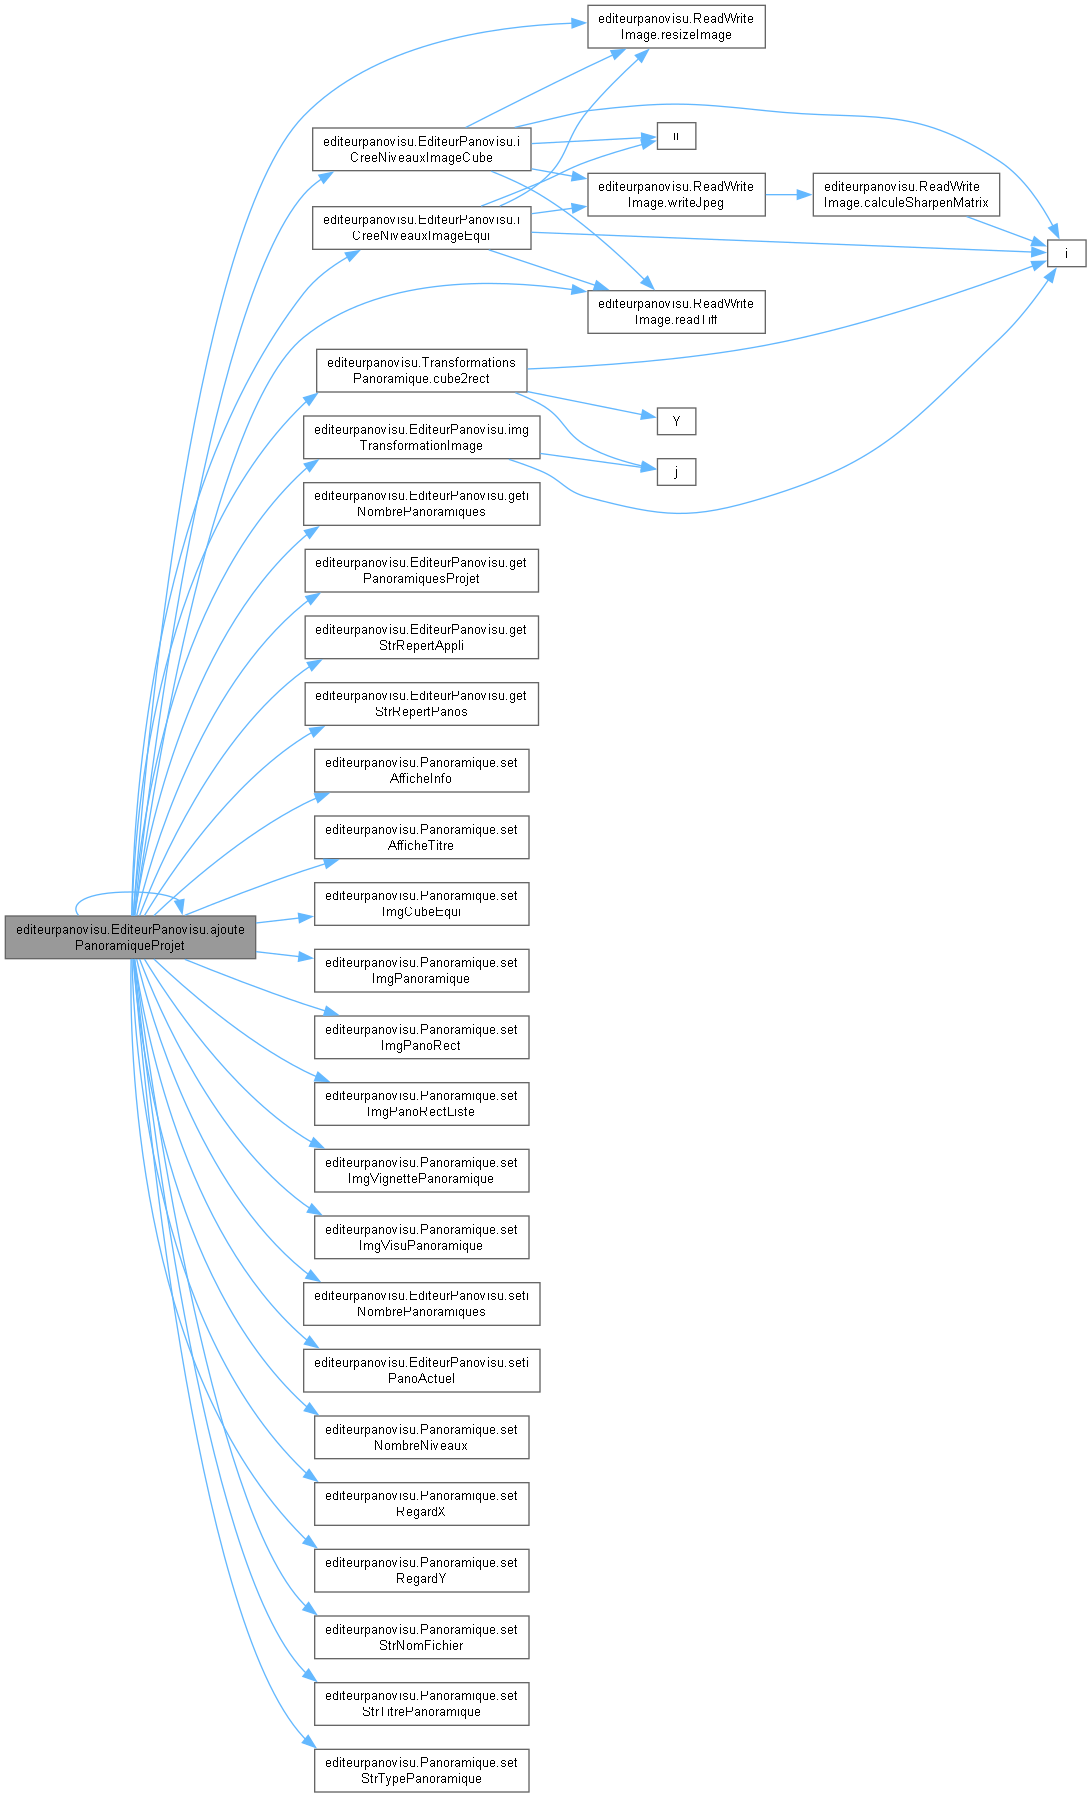 editeurpanovisu.ReadWrite
Image.resizeImage
editeurpanovisu.EditeurPanovisu.i
CreeNiveauxImageCube
II
editeurpanovisu.ReadWrite
Image.writeJpeg
editeurpanovisu.ReadWrite
Image.calculeSharpenMatrix
editeurpanovisu.EditeurPanovisu.i
CreeNiveauxImageEqui
i
editeurpanovisu.ReadWrite
Image.readTiff
editeurpanovisu.Transformations
Panoramique.cube2rect
Y
editeurpanovisu.EditeurPanovisu.img
TransformationImage
j
editeurpanovisu.EditeurPanovisu.geti
NombrePanoramiques
editeurpanovisu.EditeurPanovisu.get
PanoramiquesProjet
editeurpanovisu.EditeurPanovisu.get
StrRepertAppli
editeurpanovisu.EditeurPanovisu.get
StrRepertPanos
editeurpanovisu.Panoramique.set
AfficheInfo
editeurpanovisu.Panoramique.set
AfficheTitre
editeurpanovisu.Panoramique.set
ImgCubeEqui
editeurpanovisu.EditeurPanovisu.ajoute
PanoramiqueProjet
editeurpanovisu.Panoramique.set
ImgPanoramique
editeurpanovisu.Panoramique.set
ImgPanoRect
editeurpanovisu.Panoramique.set
ImgPanoRectListe
editeurpanovisu.Panoramique.set
ImgVignettePanoramique
editeurpanovisu.Panoramique.set
ImgVisuPanoramique
editeurpanovisu.EditeurPanovisu.seti
NombrePanoramiques
editeurpanovisu.EditeurPanovisu.seti
PanoActuel
editeurpanovisu.Panoramique.set
NombreNiveaux
editeurpanovisu.Panoramique.set
RegardX
editeurpanovisu.Panoramique.set
RegardY
editeurpanovisu.Panoramique.set
StrNomFichier
editeurpanovisu.Panoramique.set
StrTitrePanoramique
editeurpanovisu.Panoramique.set
StrTypePanoramique